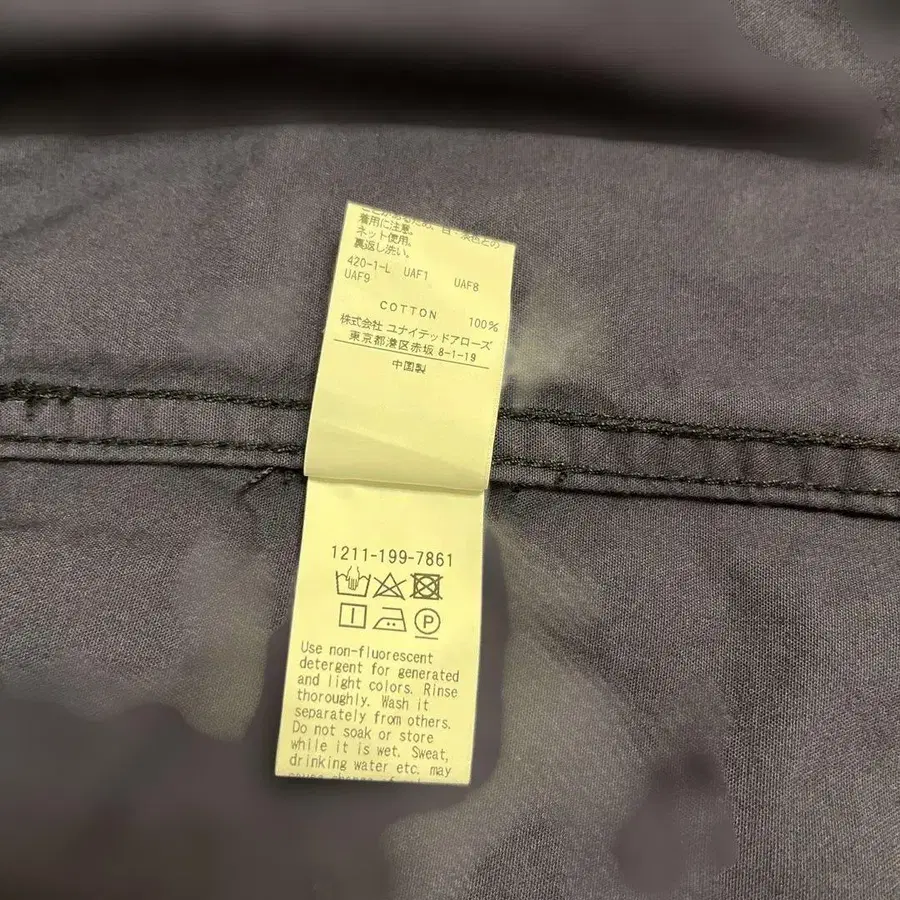 着用に注意。
ネット使用。
裏返し洗い。
420-1-L UAF1 UAF8
UAF9
COTTON 100%
株式会社 ユナイテッドアローズ
東京都港区赤坂 8-1-19
中国製
1211-199-7861
P
Use non-fluorescent
detergent for generated
and light colors. Rinse
thoroughly. Wash it
separately from others.
Do not soak or store
while it is wet. Sweat,
drinking water etc. may